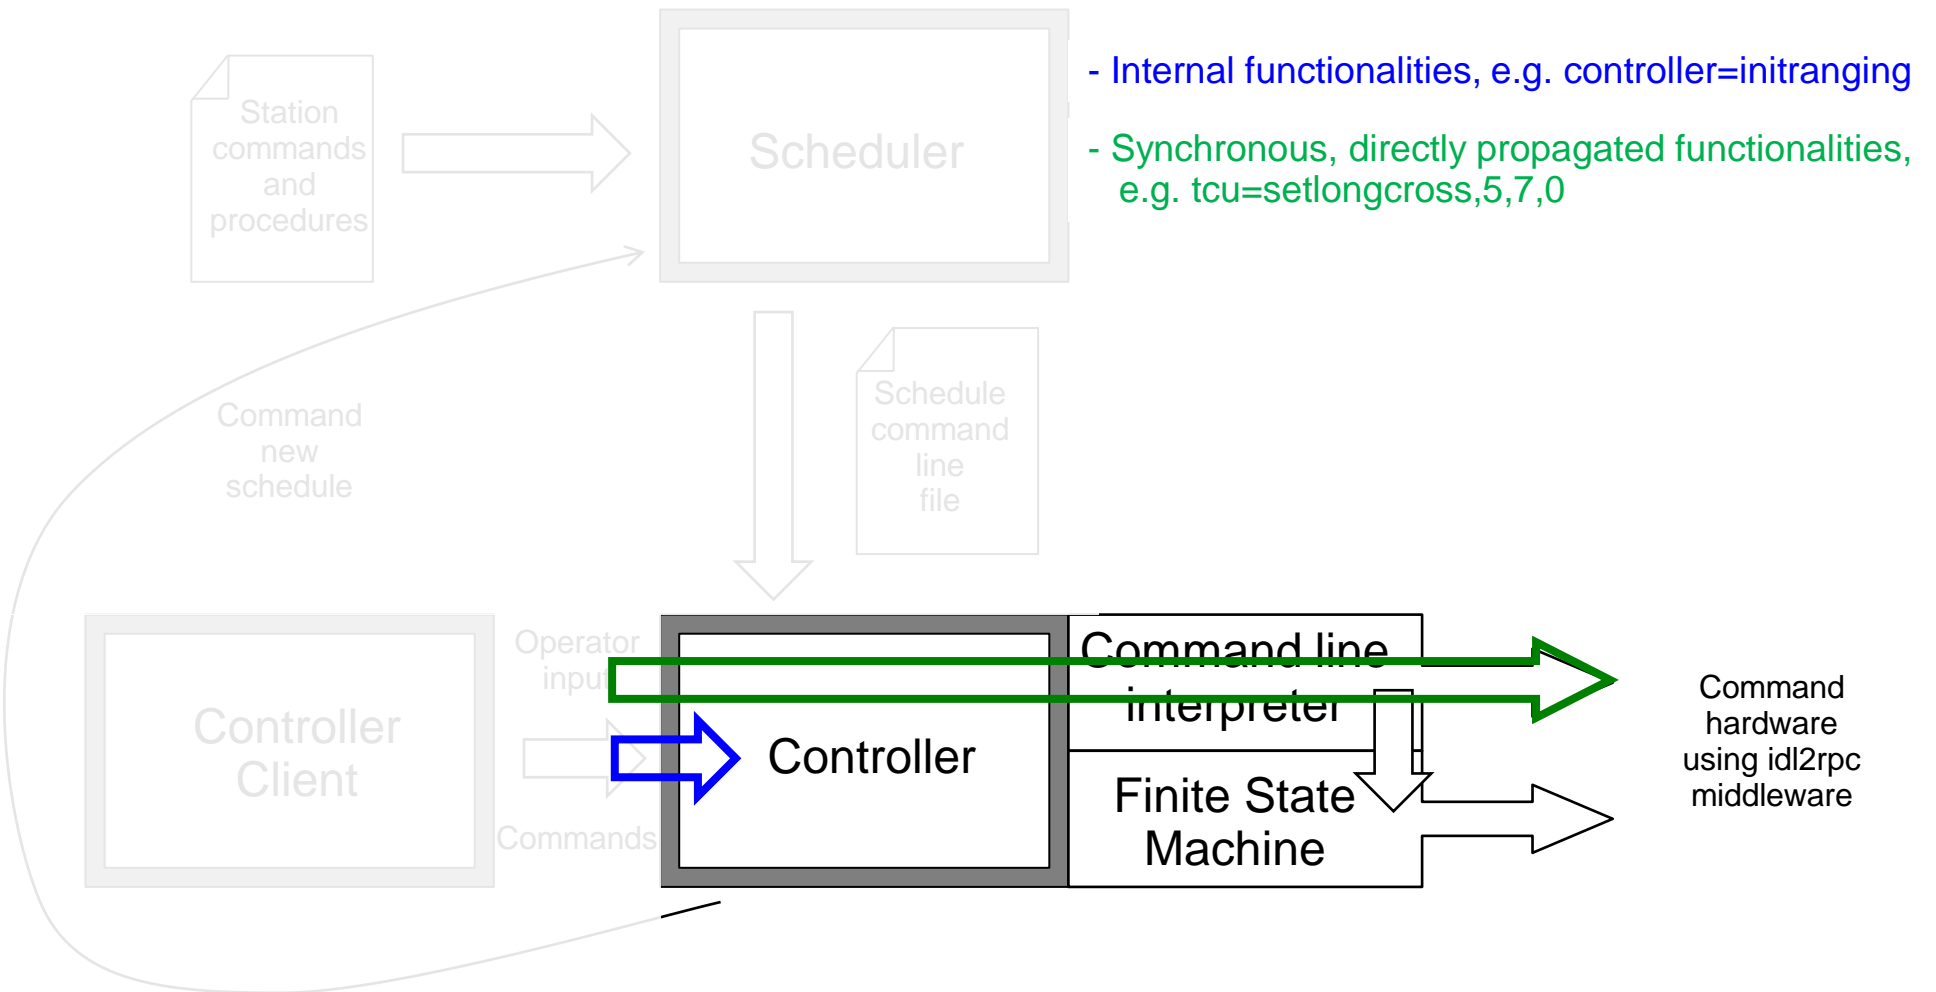 - Internal functionalities, e.g. controller=initranging
- Synchronous, directly propagated functionalities,
e.g. tcu=setlongcross,5,7,0
Station
commands
and
procedures
Scheduler
Command
new
schedule
Schedule
command
line
file
Controller
Client
Operator
input
Commands
Controller
Command line
interpreter
Finite State
Machine
Command
hardware
using idl2rpc
middleware